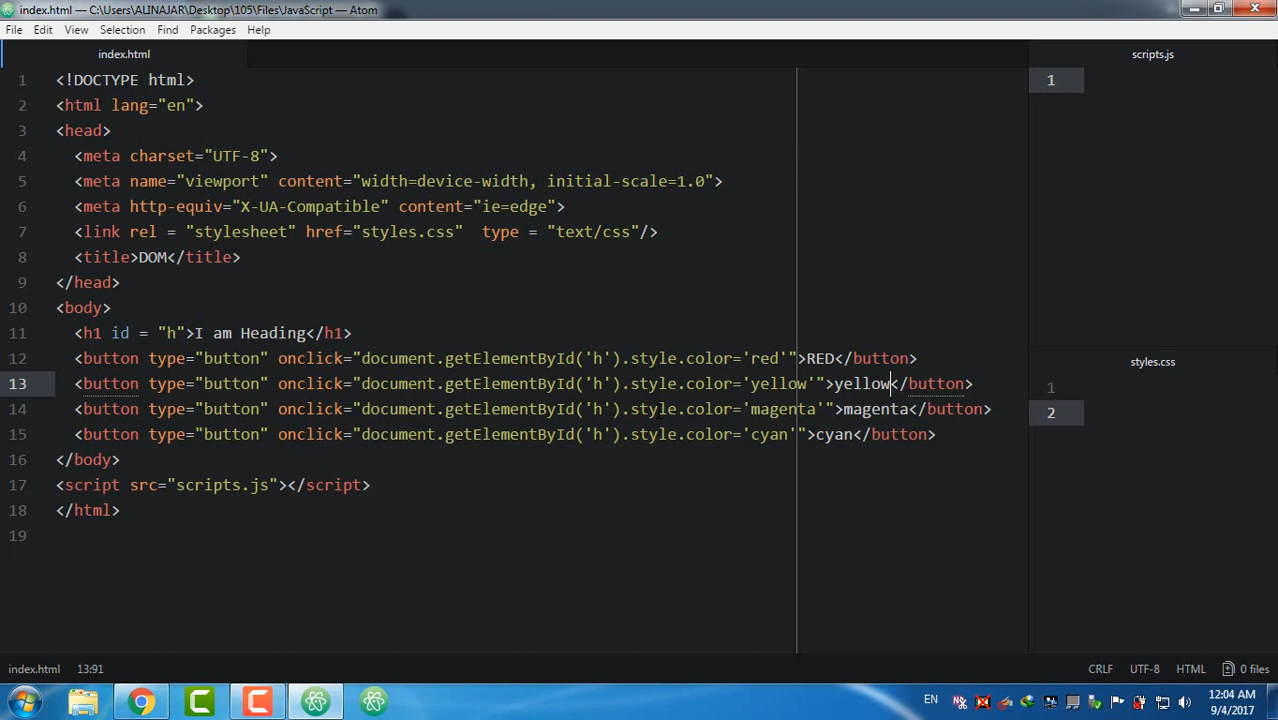 index.html — C:\Users\ALINAJAR\Desktop\105\Files\JavaScript — Atom
File Edit View Selection Find Packages Help
index.html
1 <!DOCTYPE html>
2 <html lang="en">
3 <head>
4 <meta charset="UTF-8">
5 <meta name="viewport" content="width=device-width, initial-scale=1.0">
6 <meta http-equiv="X-UA-Compatible" content="ie=edge">
7 <link rel = "stylesheet" href="styles.css"  type = "text/css"/>
8 <title>DOM</title>
9 </head>
10 <body>
11 <h1 id = "h">I am Heading</h1>
12 <button type="button" onclick="document.getElementById('h').style.color='red'">RED</button>
13 <button type="button" onclick="document.getElementById('h').style.color='yellow'">yellow</button>
14 <button type="button" onclick="document.getElementById('h').style.color='magenta'">magenta</button>
15 <button type="button" onclick="document.getElementById('h').style.color='cyan'">cyan</button>
16 </body>
17 <script src="scripts.js"></script>
18 </html>
19
scripts.js
1
styles.css
1
2
index.html 13:91
CRLF UTF-8 HTML 0 files
EN
12:04 AM
9/4/2017